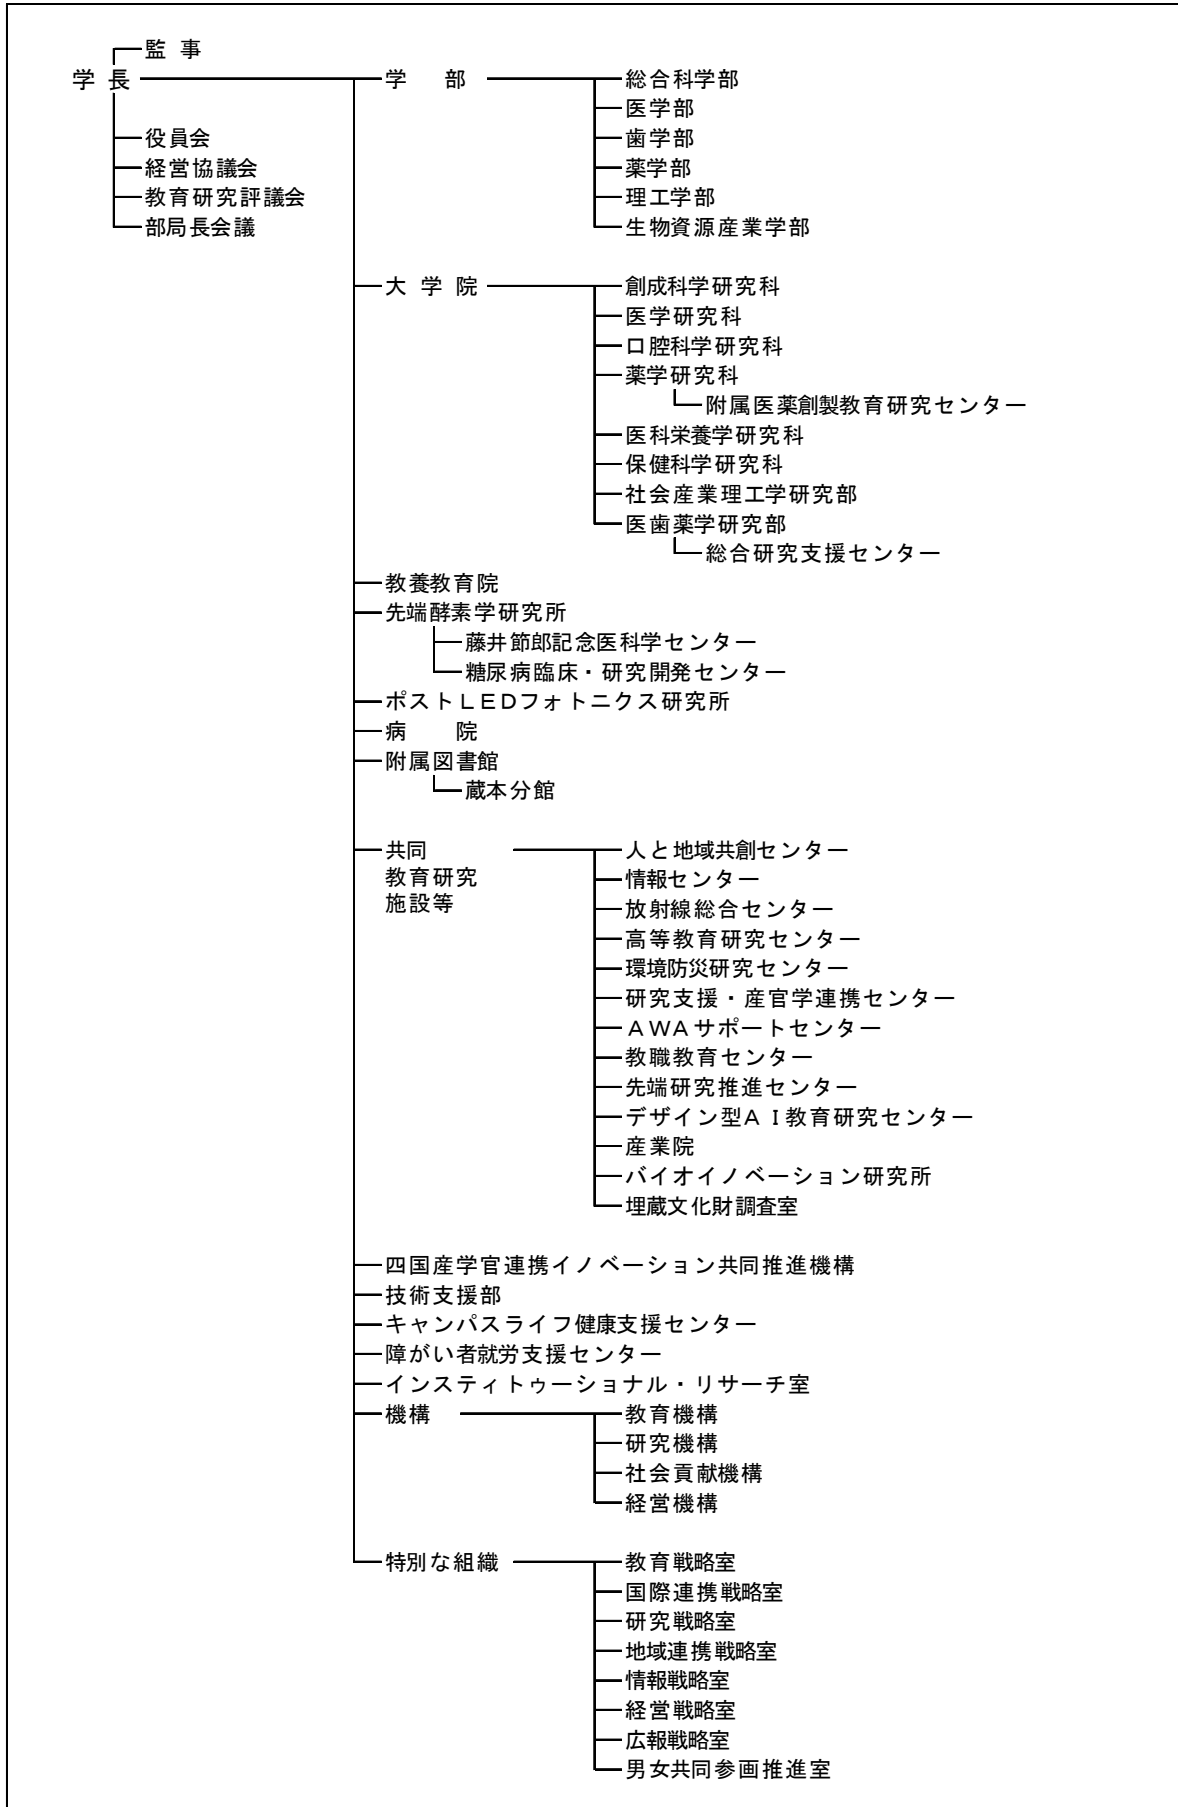 監 事
学 長
役員会
経営協議会
教育研究評議会
部局長会議
学 部
総合科学部
医学部
歯学部
薬学部
理工学部
生物資源産業学部
大 学 院
創成科学研究科
医学研究科
口腔科学研究科
薬学研究科
附属医薬創製教育研究センター
医科栄養学研究科
保健科学研究科
社会産業理工学研究部
医歯薬学研究部
総合研究支援センター
教養教育院
先端酵素学研究所
藤井節郎記念医科学センター
糖尿病臨床・研究開発センター
ポストLEDフォトニクス研究所
病 院
附属図書館
蔵本分館
共同
教育研究
施設等
人と地域共創センター
情報センター
放射線総合センター
高等教育研究センター
環境防災研究センター
研究支援・産官学連携センター
AWAサポートセンター
教職教育センター
先端研究推進センター
デザイン型AI教育研究センター
産業院
バイオイノベーション研究所
埋蔵文化財調査室
四国産学官連携イノベーション共同推進機構
技術支援部
キャンパスライフ健康支援センター
障がい者就労支援センター
インスティトゥーショナル・リサーチ室
機構
教育機構
研究機構
社会貢献機構
経営機構
特別な組織
教育戦略室
国際連携戦略室
研究戦略室
地域連携戦略室
情報戦略室
経営戦略室
広報戦略室
男女共同参画推進室